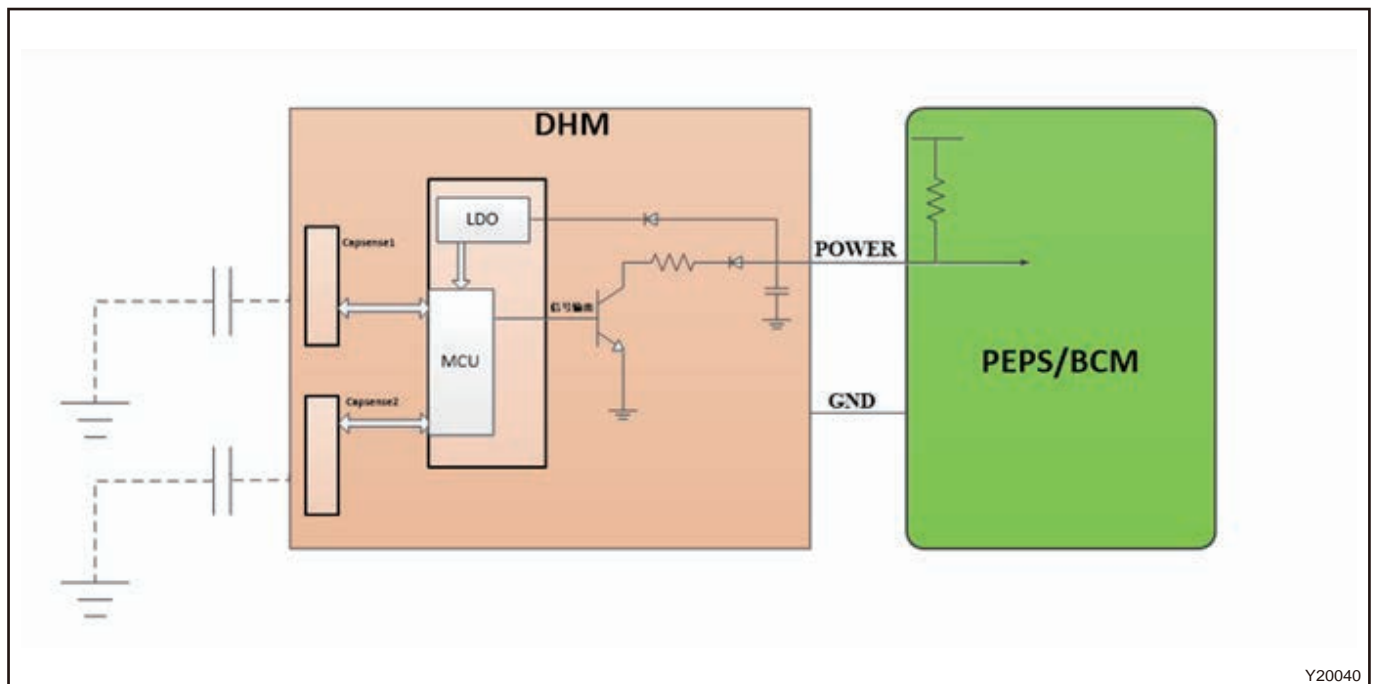 DHM
LDO
Capsense1
POWER
信号输出
MCU
PEPS/BCM
Capsense2
GND
Y20040